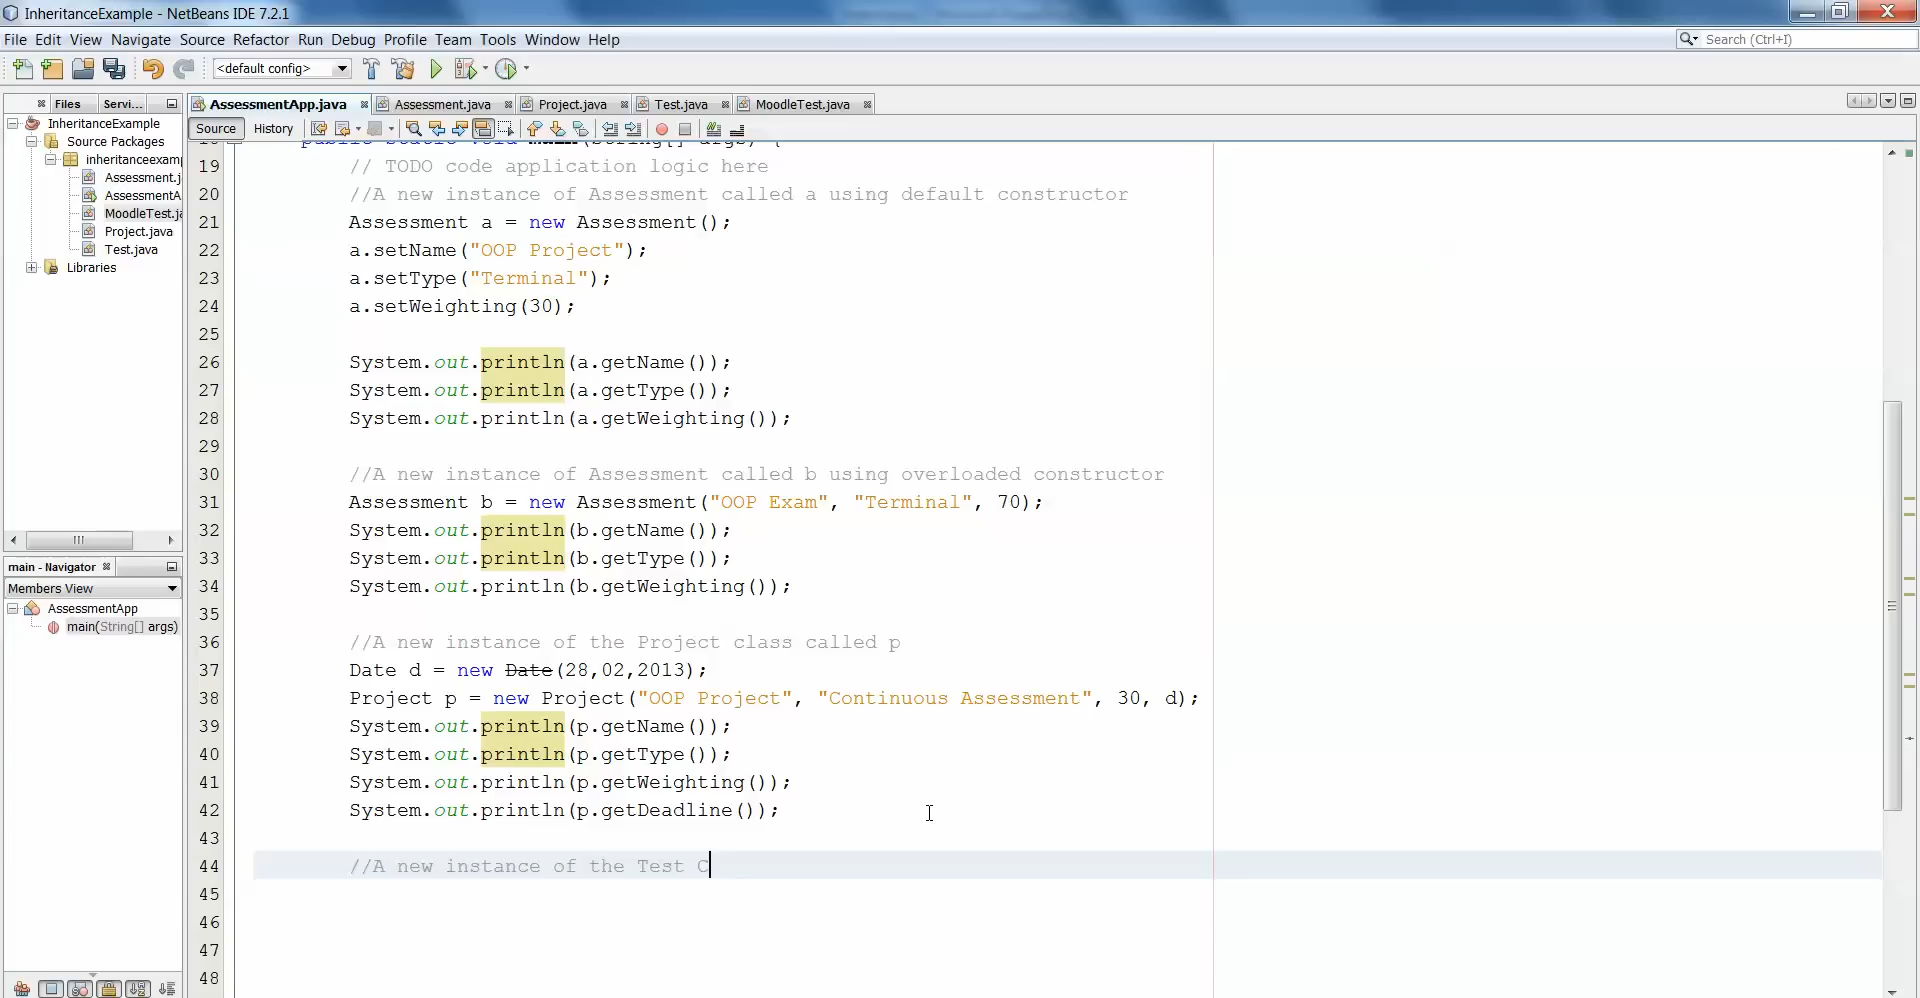 InheritanceExample - NetBeans IDE 7.2.1
File Edit View Navigate Source Refactor Run Debug Profile Team Tools Window Help
Search (Ctrl+I)
<default config>
Files Servi...
AssessmentApp.java Assessment.java Project.java Test.java MoodleTest.java
Source History
InheritanceExample
Source Packages
inheritanceexam
Assessment.j
AssessmentA
MoodleTest.ja
Project.java
Test.java
Libraries
main - Navigator
Members View
AssessmentApp
main(String[] args)
public static void main(String[] args) {
19 // TODO code application logic here
20 //A new instance of Assessment called a using default constructor
21 Assessment a = new Assessment();
22 a.setName("OOP Project");
23 a.setType("Terminal");
24 a.setWeighting(30);
25
26 System.out.println(a.getName());
27 System.out.println(a.getType());
28 System.out.println(a.getWeighting());
29
30 //A new instance of Assessment called b using overloaded constructor
31 Assessment b = new Assessment("OOP Exam", "Terminal", 70);
32 System.out.println(b.getName());
33 System.out.println(b.getType());
34 System.out.println(b.getWeighting());
35
36 //A new instance of the Project class called p
37 Date d = new Date(28,02,2013);
38 Project p = new Project("OOP Project", "Continuous Assessment", 30, d);
39 System.out.println(p.getName());
40 System.out.println(p.getType());
41 System.out.println(p.getWeighting());
42 System.out.println(p.getDeadline());
43
44 //A new instance of the Test C
45
46
47
48